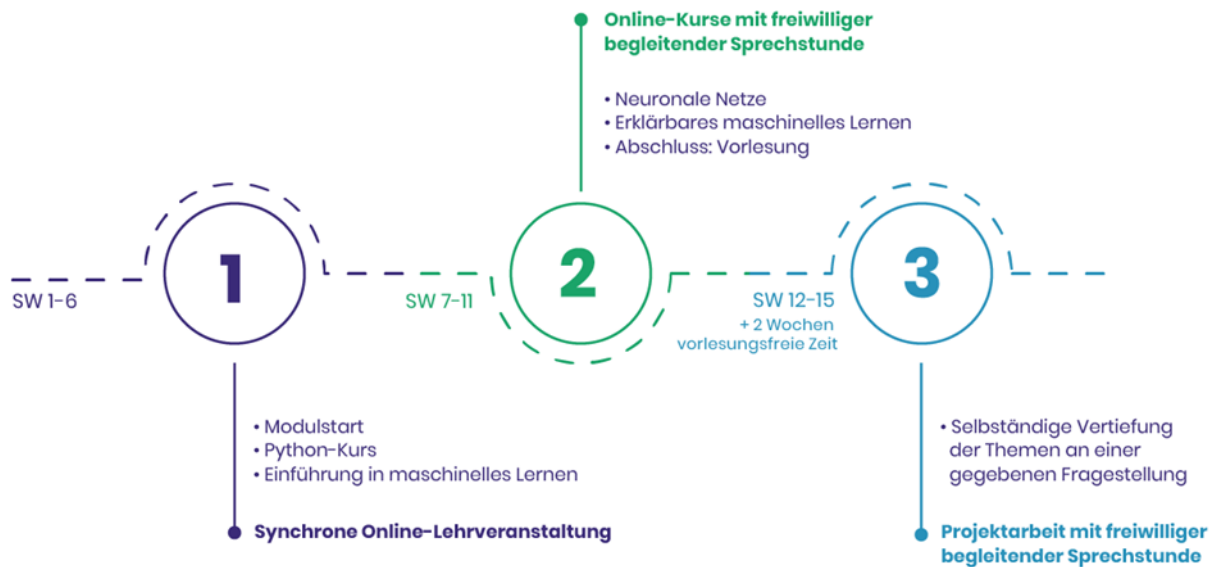 SW 1-6
1
• Modulstart
• Python-Kurs
• Einführung in maschinelles Lernen
Synchrone Online-Lehrveranstaltung
Online-Kurse mit freiwilliger
begleitender Sprechstunde
• Neuronale Netze
• Erklärbares maschinelles Lernen
• Abschluss: Vorlesung
SW 7-11
2
SW 12-15
+ 2 Wochen
vorlesungsfreie Zeit
3
• Selbständige Vertiefung
der Themen an einer
gegebenen Fragestellung
Projektarbeit mit freiwilliger
begleitender Sprechstunde